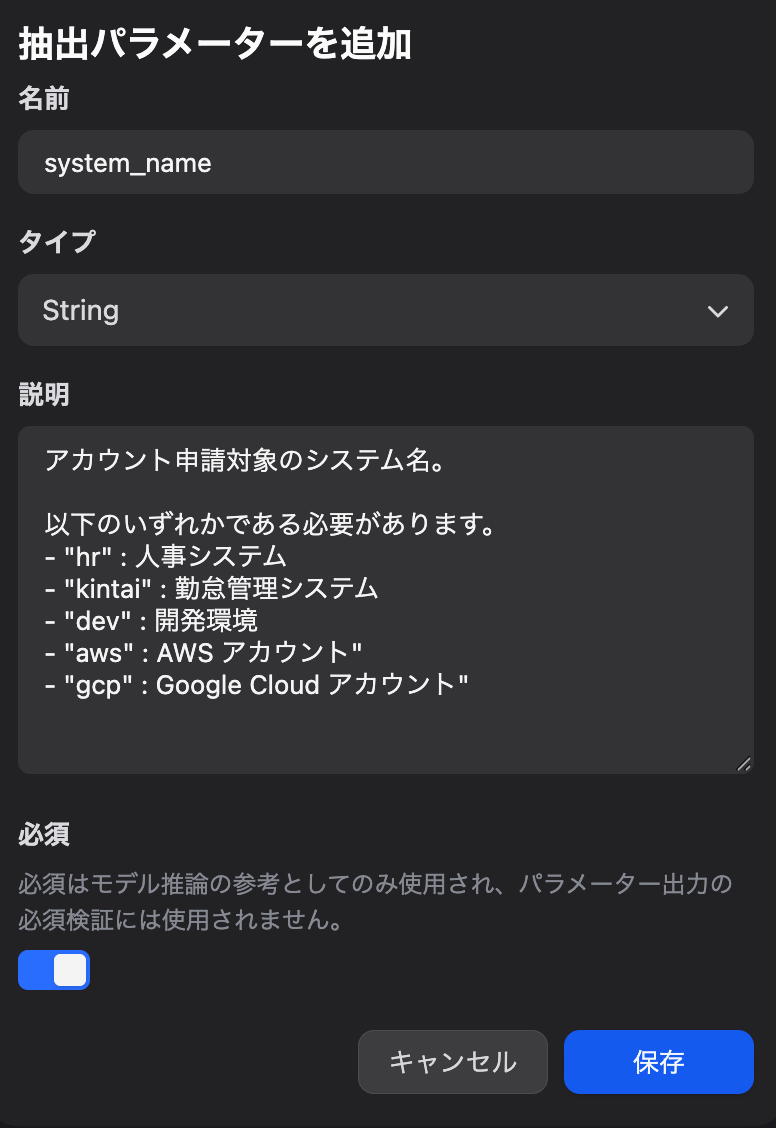 抽出パラメーターを追加
名前
system_name
タイプ
String
説明
アカウント申請対象のシステム名。
以下のいずれかである必要があります。
- "hr" : 人事システム
- "kintai" : 勤怠管理システム
- "dev" : 開発環境
- "aws" : AWS アカウント"
- "gcp" : Google Cloud アカウント"
必須
必須はモデル推論の参考としてのみ使用され、パラメーター出力の
必須検証には使用されません。
キャンセル
保存